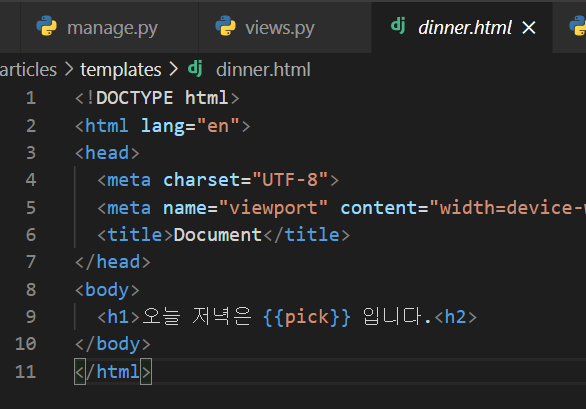 manage.py views.py dj dinner.html ×
articles > templates > dj dinner.html
1 <!DOCTYPE html>
2 <html lang="en">
3 <head>
4 <meta charset="UTF-8">
5 <meta name="viewport" content="width=device-
6 <title>Document</title>
7 </head>
8 <body>
9 <h1>오늘 저녁은 {{pick}} 입니다.<h2>
10 </body>
11 </html>